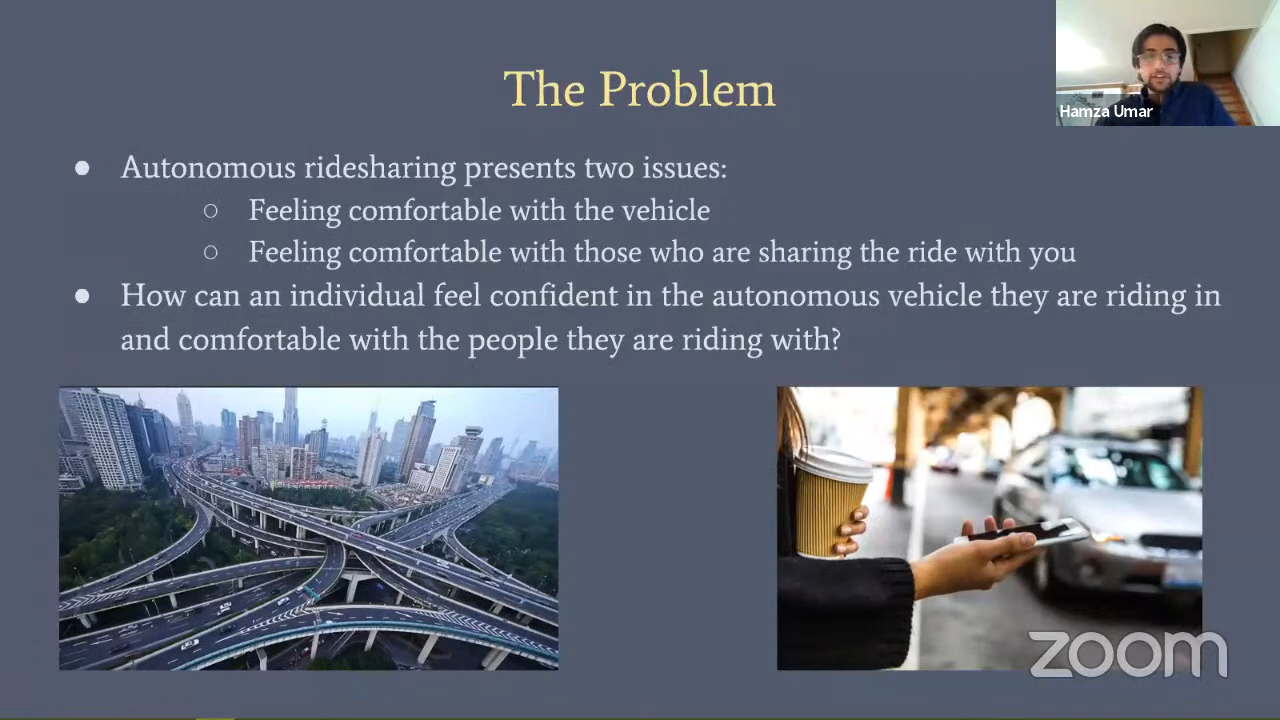 The Problem
Hamza Umar
● Autonomous ridesharing presents two issues:
○ Feeling comfortable with the vehicle
○ Feeling comfortable with those who are sharing the ride with you
● How can an individual feel confident in the autonomous vehicle they are riding in
and comfortable with the people they are riding with?
zoom